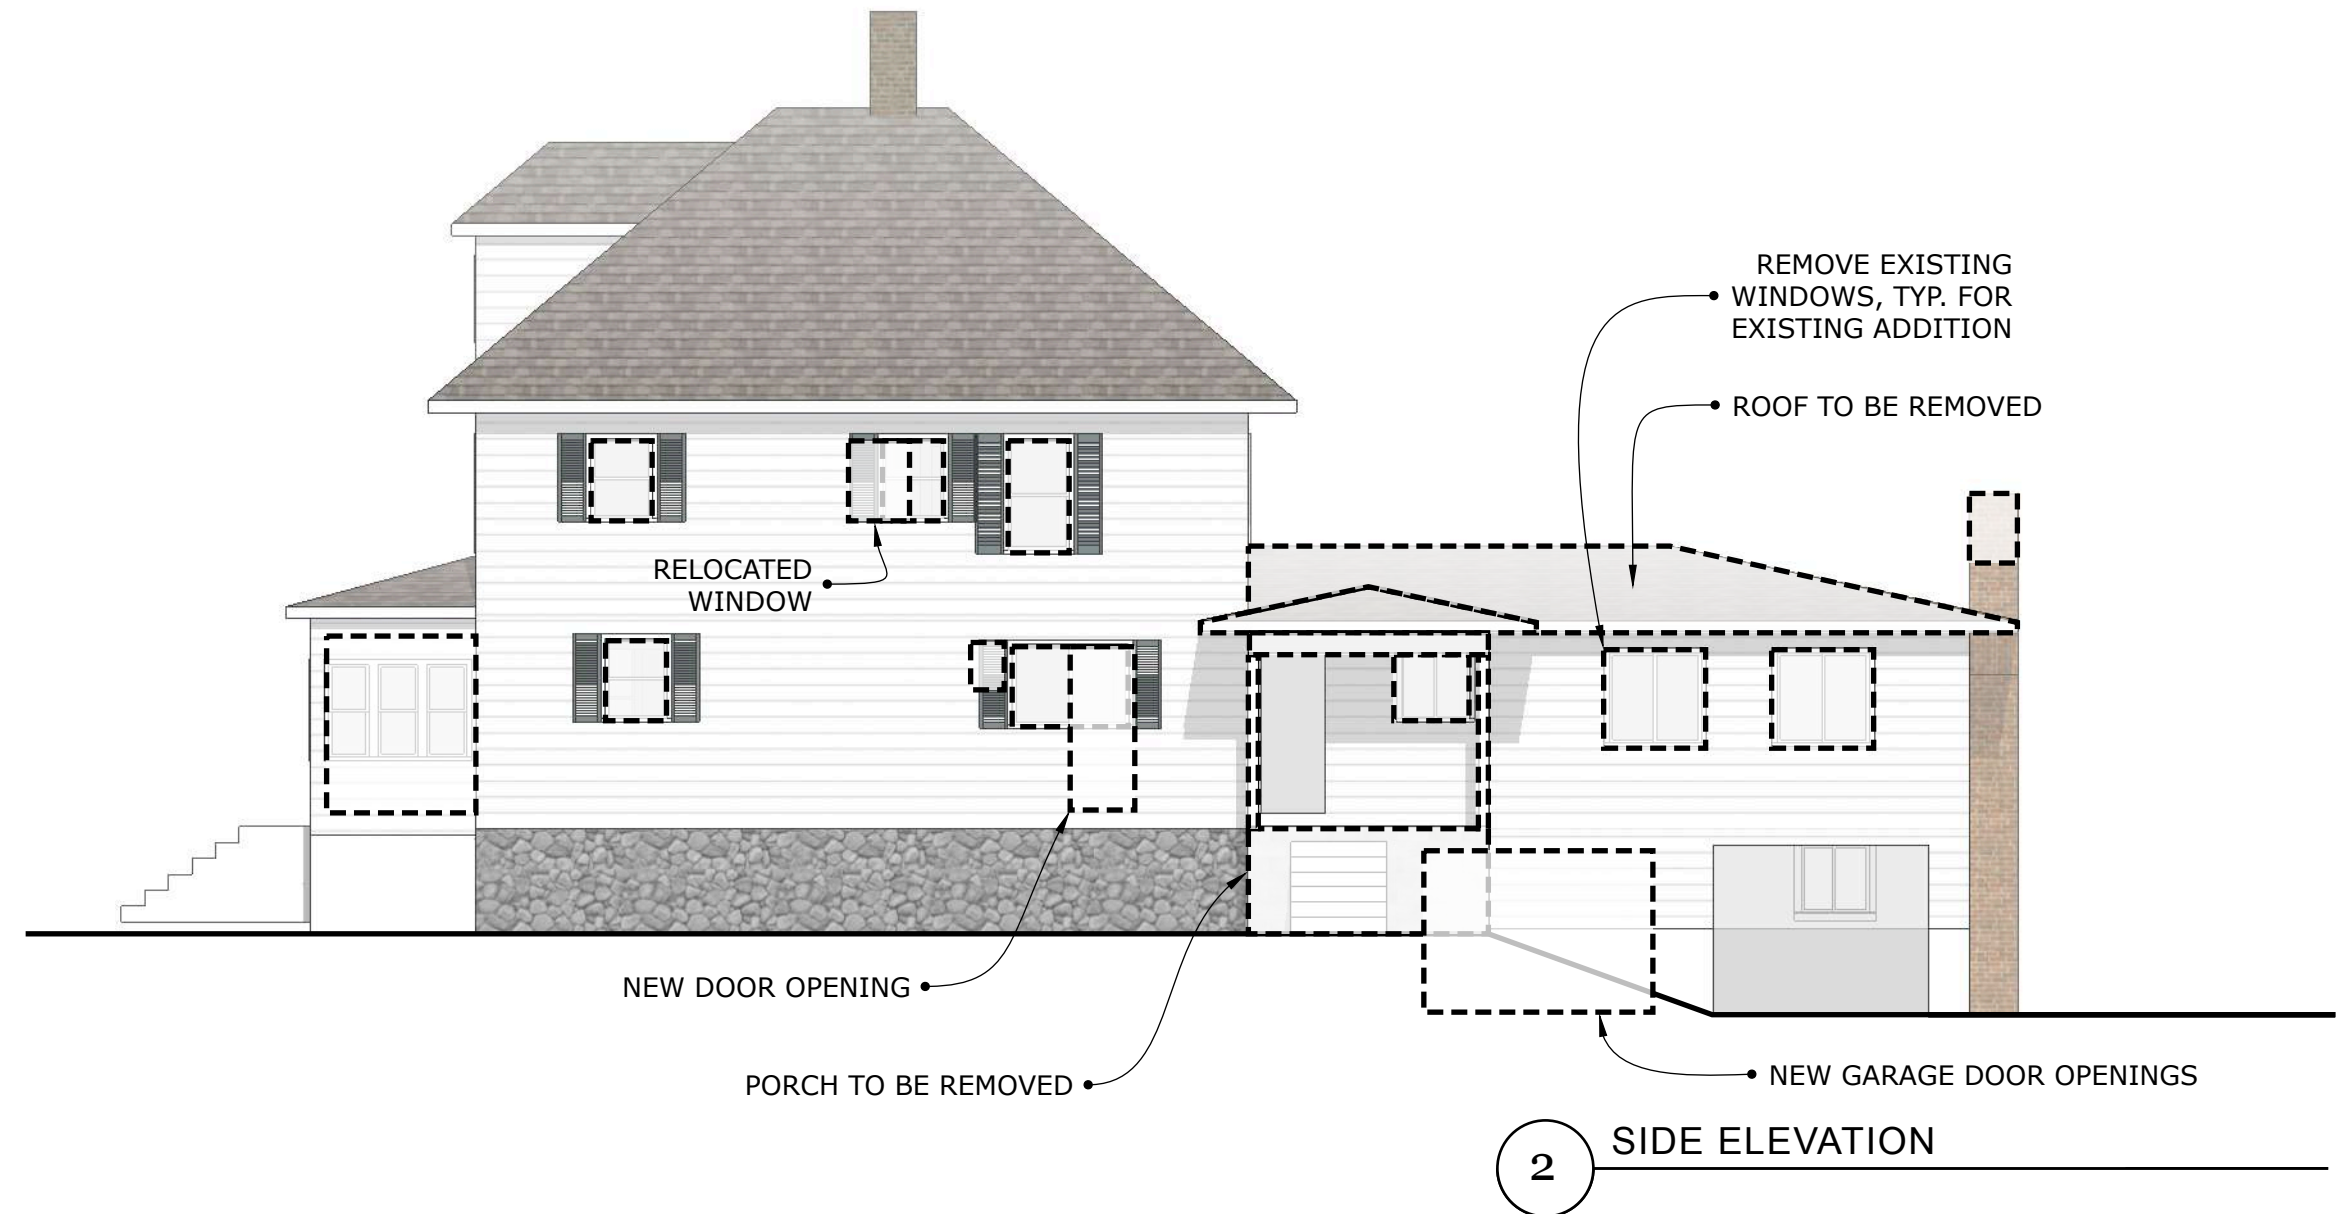 REMOVE EXISTING
WINDOWS, TYP. FOR
EXISTING ADDITION
ROOF TO BE REMOVED
RELOCATED
WINDOW
NEW DOOR OPENING
PORCH TO BE REMOVED
NEW GARAGE DOOR OPENINGS
2
SIDE ELEVATION